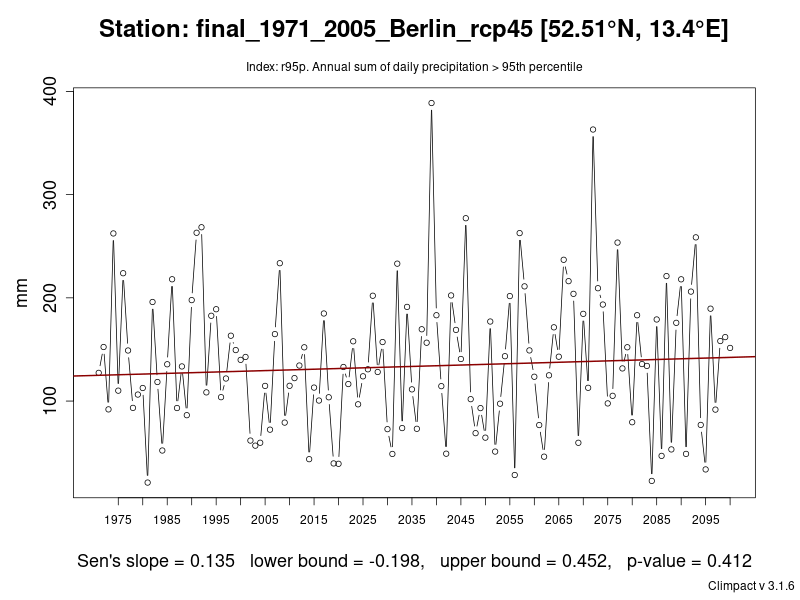 Station: final_1971_2005_Berlin_rcp45 [52.51°N, 13.4°E]
Index: r95p. Annual sum of daily precipitation > 95th percentile
400
300
200
100
mm
1975 1985 1995 2005 2015 2025 2035 2045 2055 2065 2075 2085 2095
Sen's slope = 0.135 lower bound = -0.198, upper bound = 0.452, p-value = 0.412
Climpact v 3.1.6